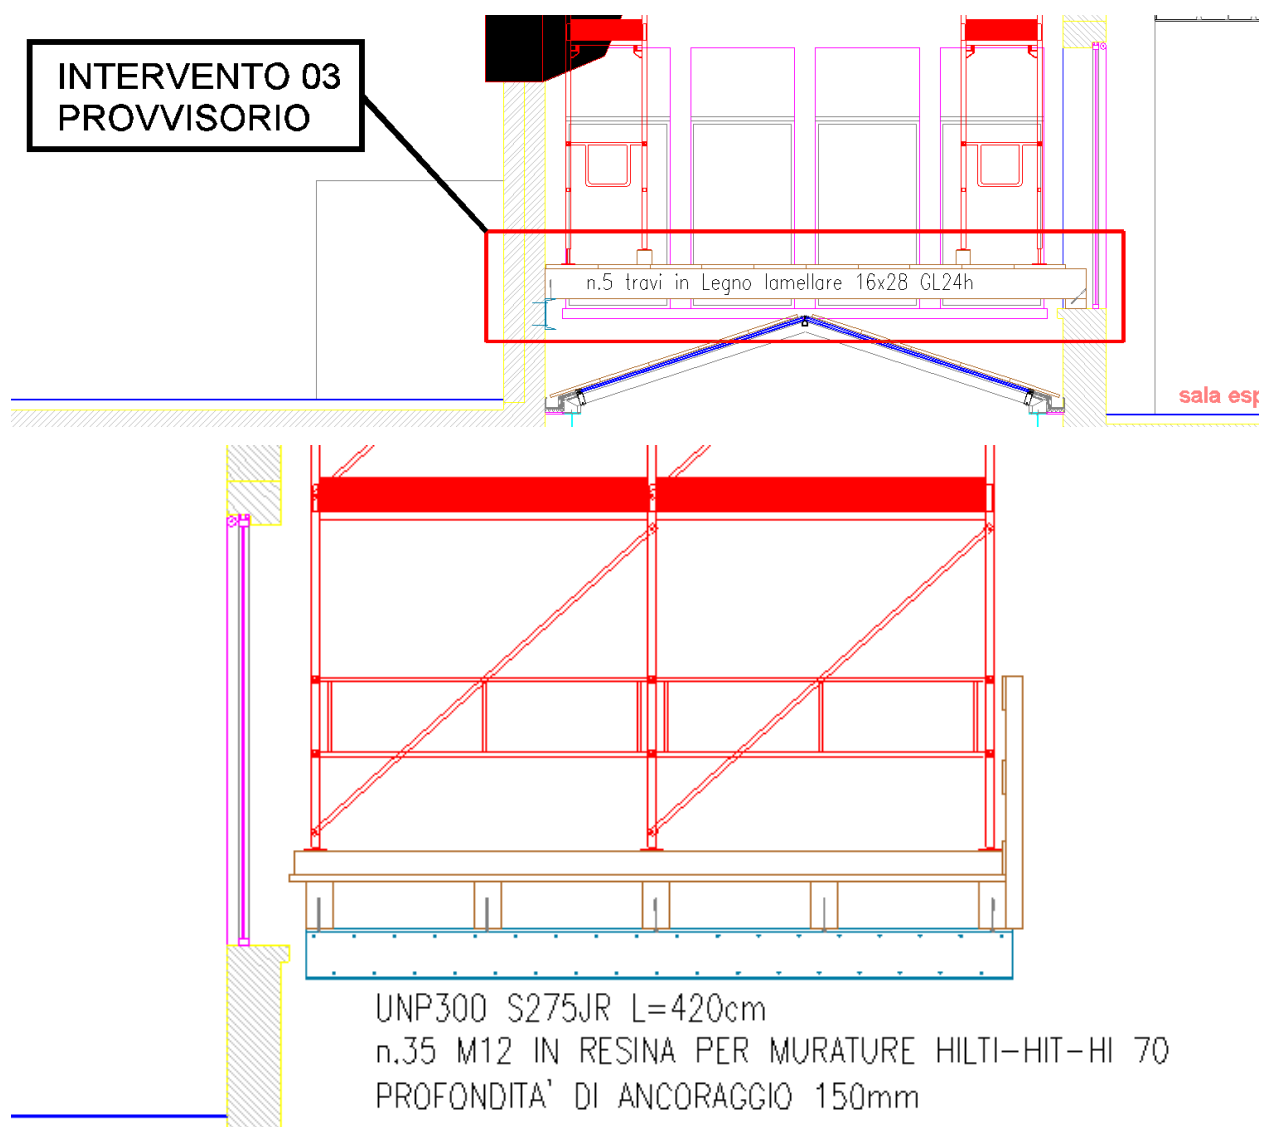 INTERVENTO 03
PROVVISORIO
n.5 travi in Legno lamellare 16x28 GL24h
sala esp
UNP300 S275JR L=420cm
n.35 M12 IN RESINA PER MURATURE HILTI-HIT-HI 70
PROFONDITA' DI ANCORAGGIO 150mm